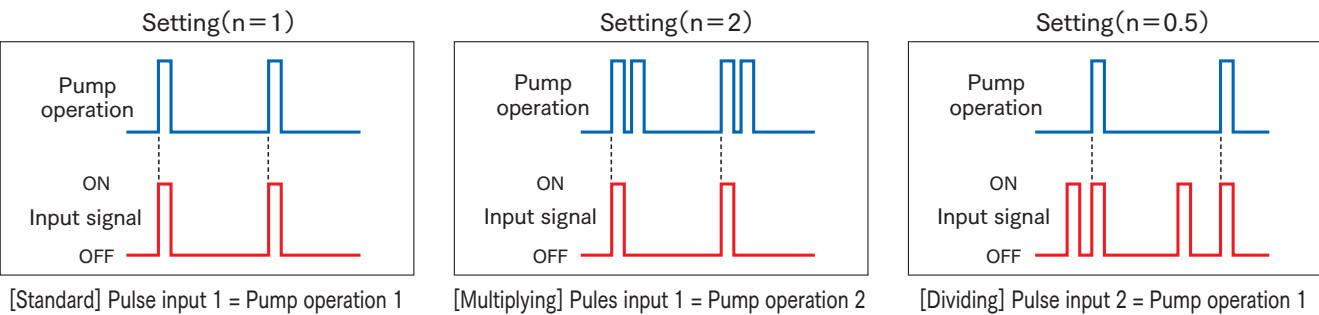 Setting(n=1)
Pump
operation
ON
Input signal
OFF
[Standard] Pulse input 1 = Pump operation 1
Setting(n=2)
Pump
operation
ON
Input signal
OFF
[Multiplying] Pules input 1 = Pump operation 2
Setting(n=0.5)
Pump
operation
ON
Input signal
OFF
[Dividing] Pulse input 2 = Pump operation 1